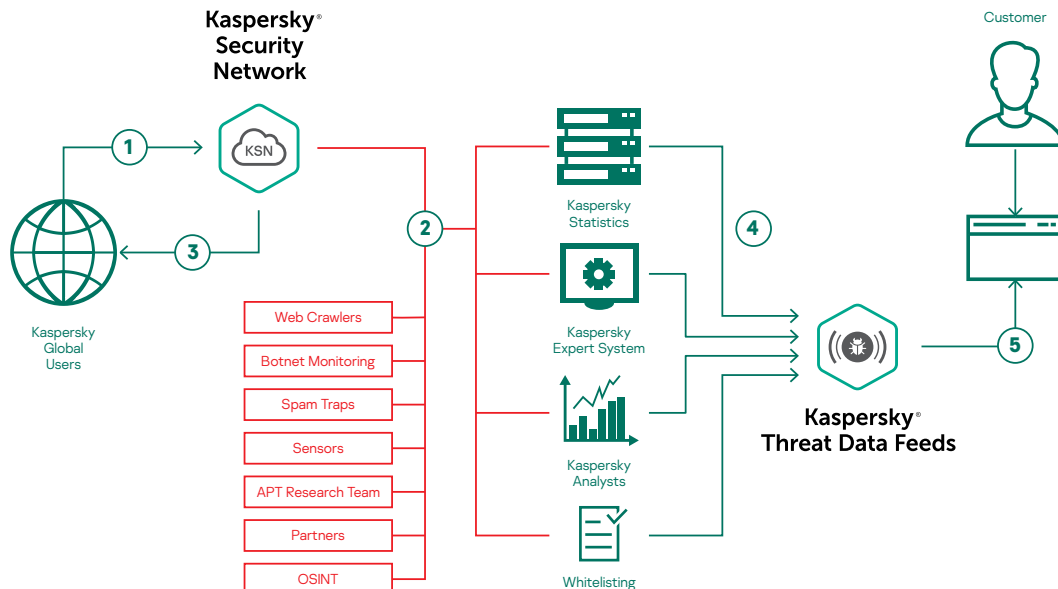 Kaspersky®
Security
Network
Customer
1
KSN
2
3
4
5
Kaspersky
Global
Users
Web Crawlers
Botnet Monitoring
Spam Traps
Sensors
APT Research Team
Partners
OSINT
Kaspersky
Statistics
Kaspersky
Expert System
Kaspersky
Analysts
Whitelisting
Kaspersky®
Threat Data Feeds